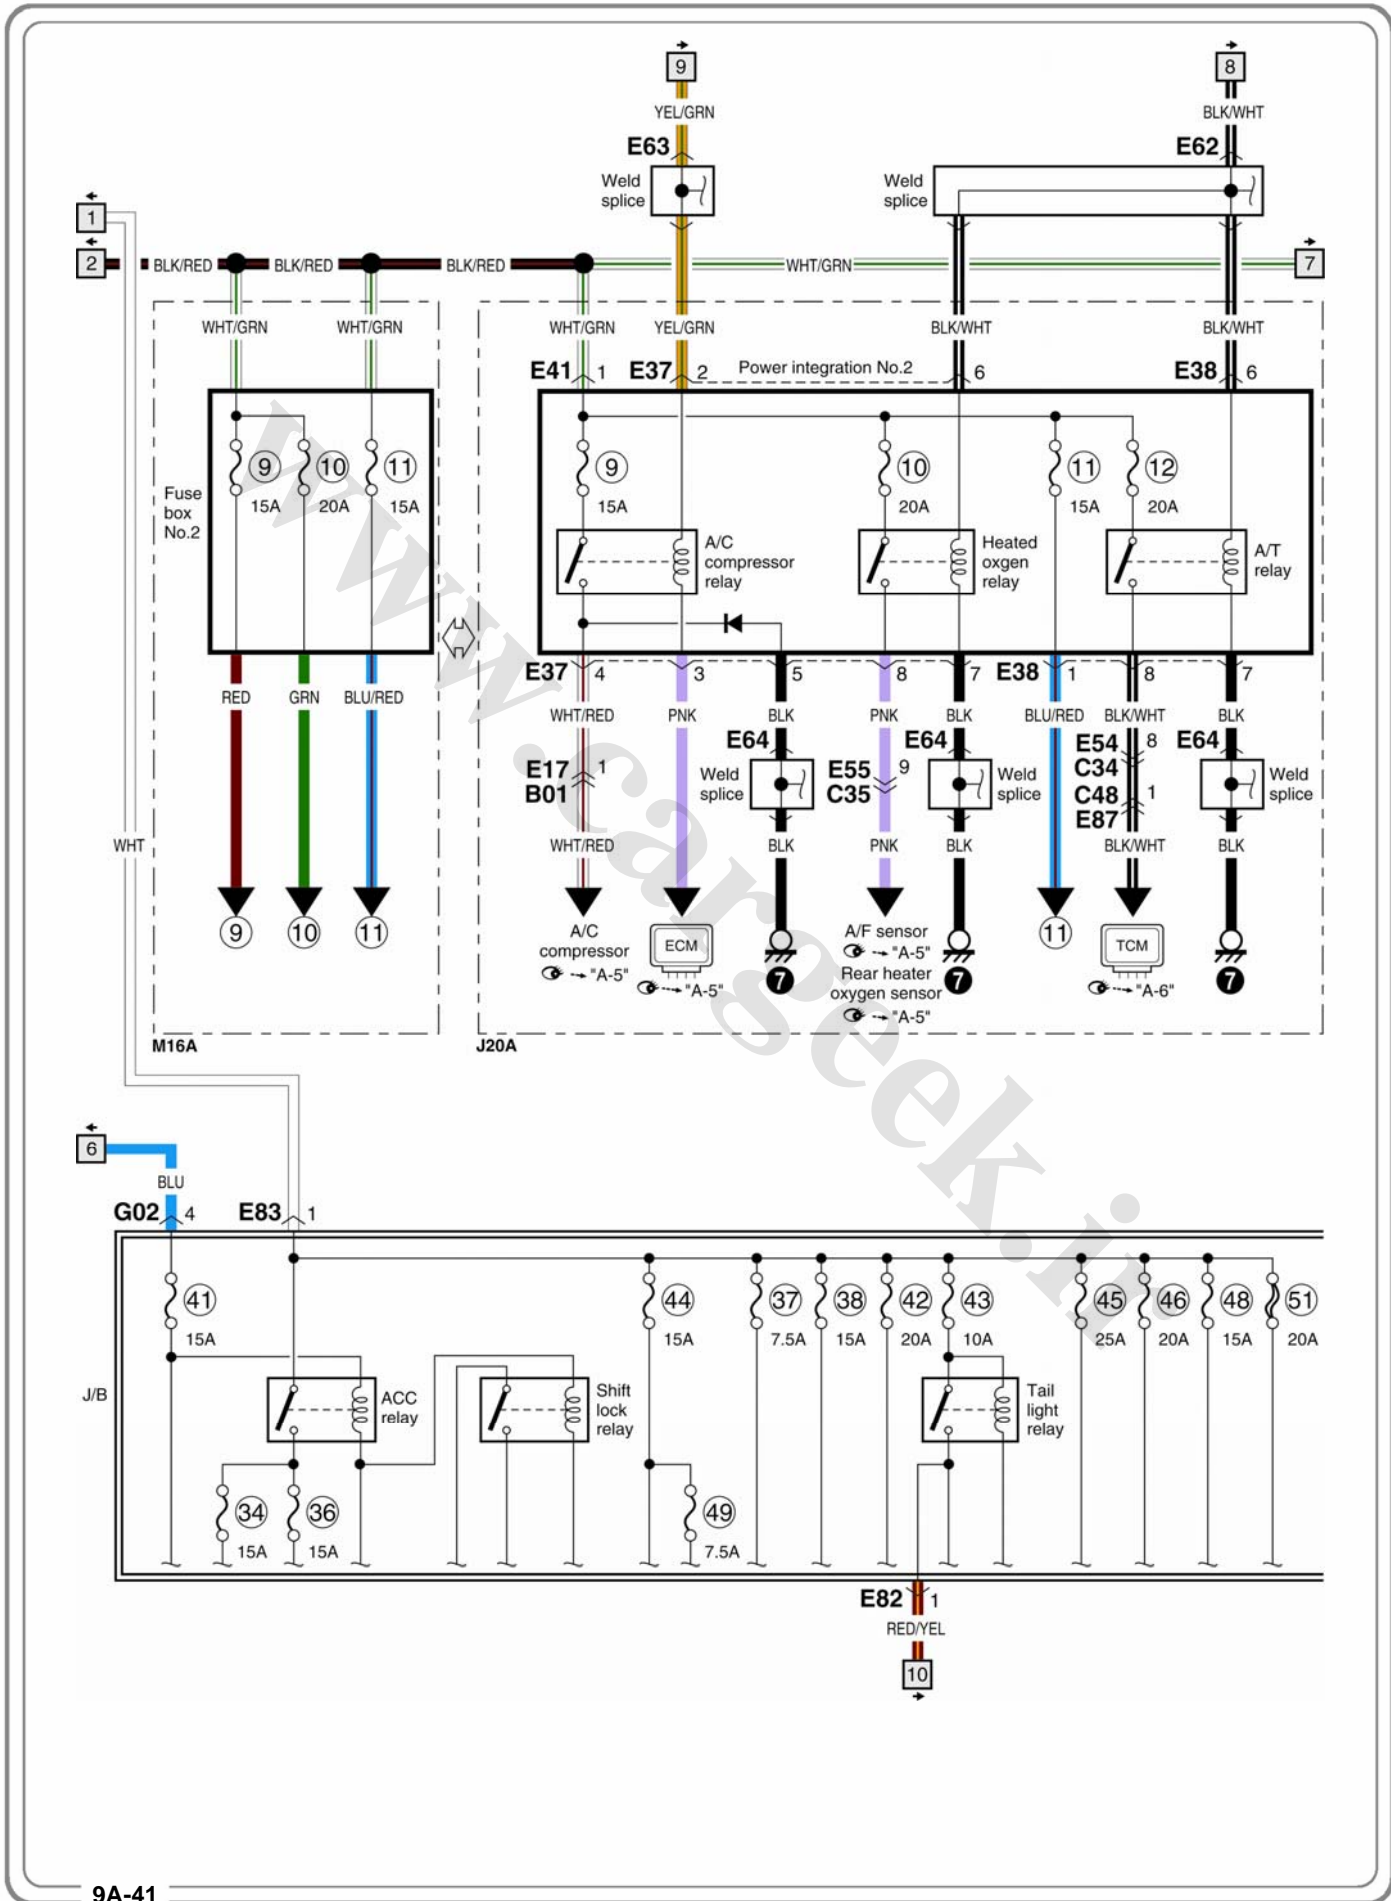 9 8
YEL/GRN BLK/WHT
E63 E62
Weld splice Weld splice
1
2 BLK/RED BLK/RED BLK/RED WHT/GRN 7
WHT/GRN WHT/GRN WHT/GRN YEL/GRN BLK/WHT BLK/WHT
E41 1 E37 2 Power integration No.2 6 E38 6
9 10 11 9 10 11 12
15A 20A 15A 15A 20A 15A 20A
Fuse
box
No.2
A/C
compressor
relay
Heated
oxgen
relay
A/T
relay
E37 4 3 5 8 7 E38 1 8 7
RED GRN BLU/RED
WHT/RED PNK BLK PNK BLK BLU/RED BLK/WHT BLK
E64 E64 E54 8 E64
E17 1 E55 9 C34
B01 C35 C48 1
E87
Weld splice Weld splice Weld splice
WHT
WHT/RED PNK BLK PNK BLK BLK/WHT BLK
9 10 11
A/C
compressor
"A-5"
ECM
"A-5"
7
A/F sensor
"A-5"
Rear heater
oxygen sensor
"A-5"
7
11
TCM
"A-6"
7
M16A J20A
6
BLU
G02 4 E83 1
41 44 37 38 42 43 45 46 48 51
15A 15A 7.5A 15A 20A 10A 25A 20A 15A 20A
J/B
ACC
relay
Shift
lock
relay
Tail
light
relay
34 36 49
15A 15A 7.5A
E82 1
RED/YEL
10
www.cargeek.ir
9A-41